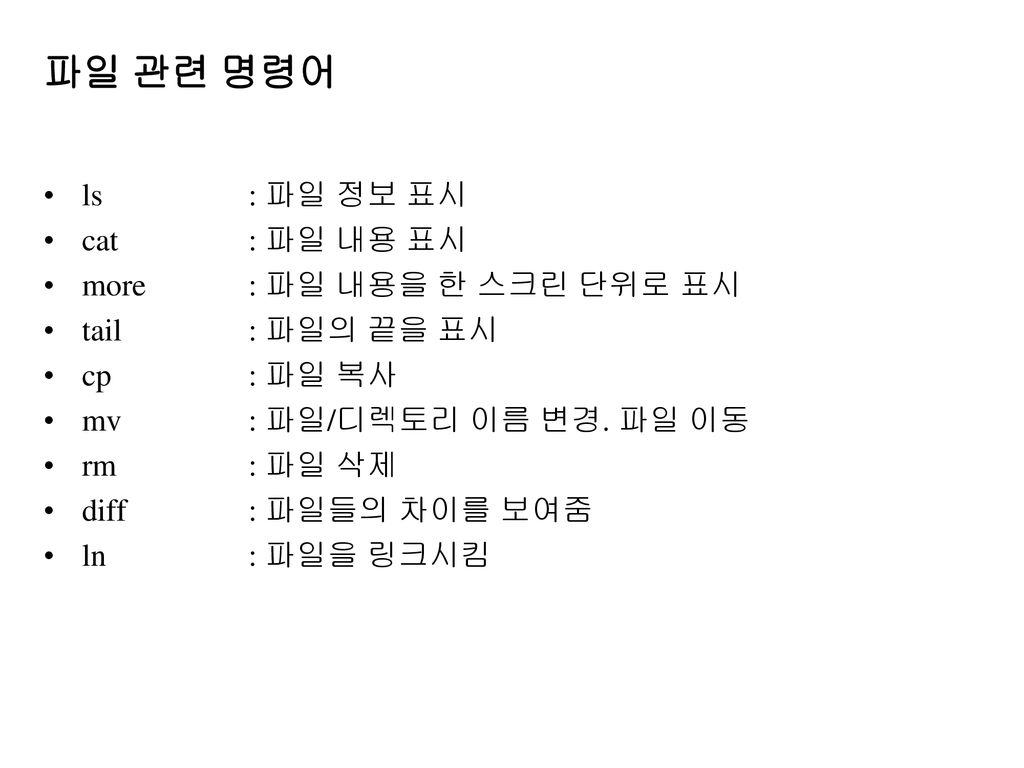 파일 관련 명령어
• ls : 파일 정보 표시
• cat : 파일 내용 표시
• more : 파일 내용을 한 스크린 단위로 표시
• tail : 파일의 끝을 표시
• cp : 파일 복사
• mv : 파일/디렉토리 이름 변경. 파일 이동
• rm : 파일 삭제
• diff : 파일들의 차이를 보여줌
• ln : 파일을 링크시킴